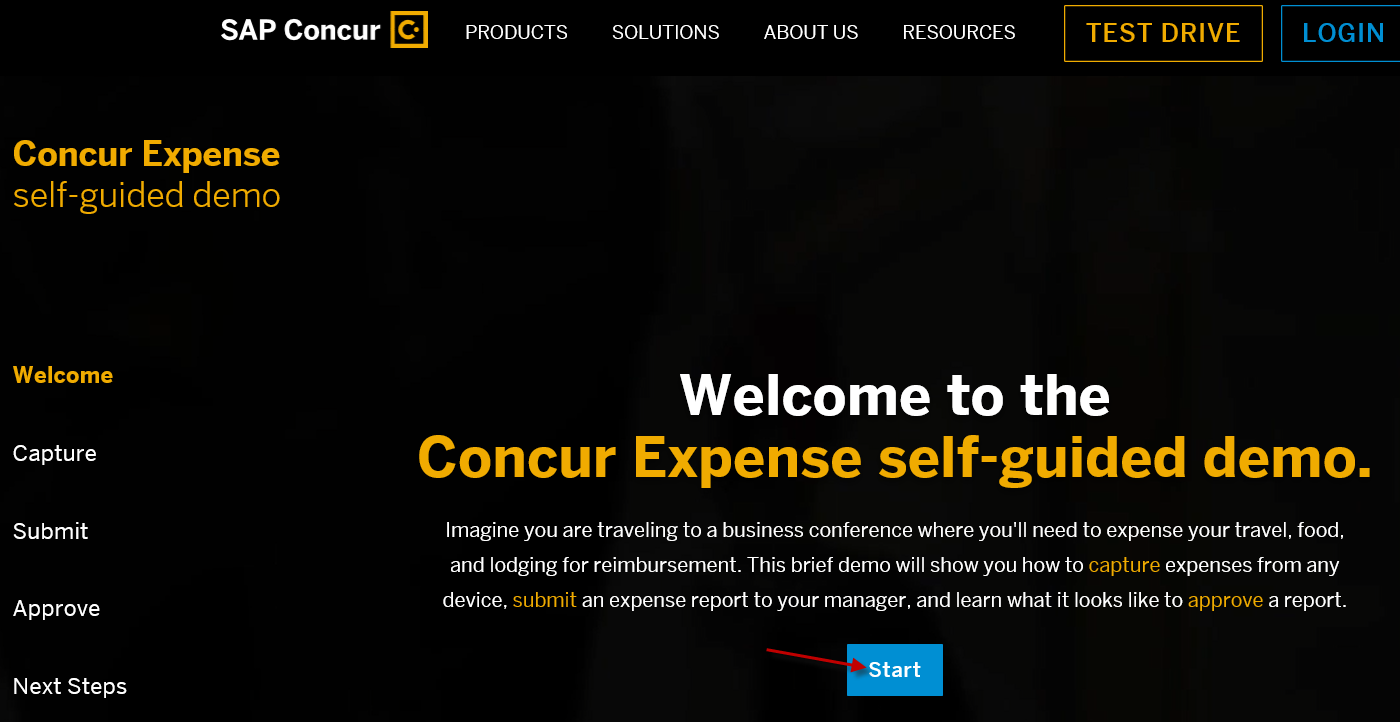 SAP Concur C PRODUCTS SOLUTIONS ABOUT US RESOURCES TEST DRIVE LOGIN
Concur Expense
self-guided demo
Welcome
Capture
Submit
Approve
Next Steps
Welcome to the
Concur Expense self-guided demo.
Imagine you are traveling to a business conference where you'll need to expense your travel, food,
and lodging for reimbursement. This brief demo will show you how to capture expenses from any
device, submit an expense report to your manager, and learn what it looks like to approve a report.
Start